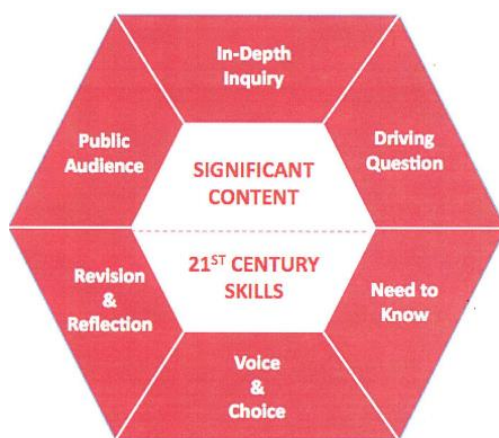 In-Depth
Inquiry
Public
Audience
Driving
Question
SIGNIFICANT
CONTENT
21ST CENTURY
SKILLS
Revision
&
Reflection
Need to
Know
Voice
&
Choice